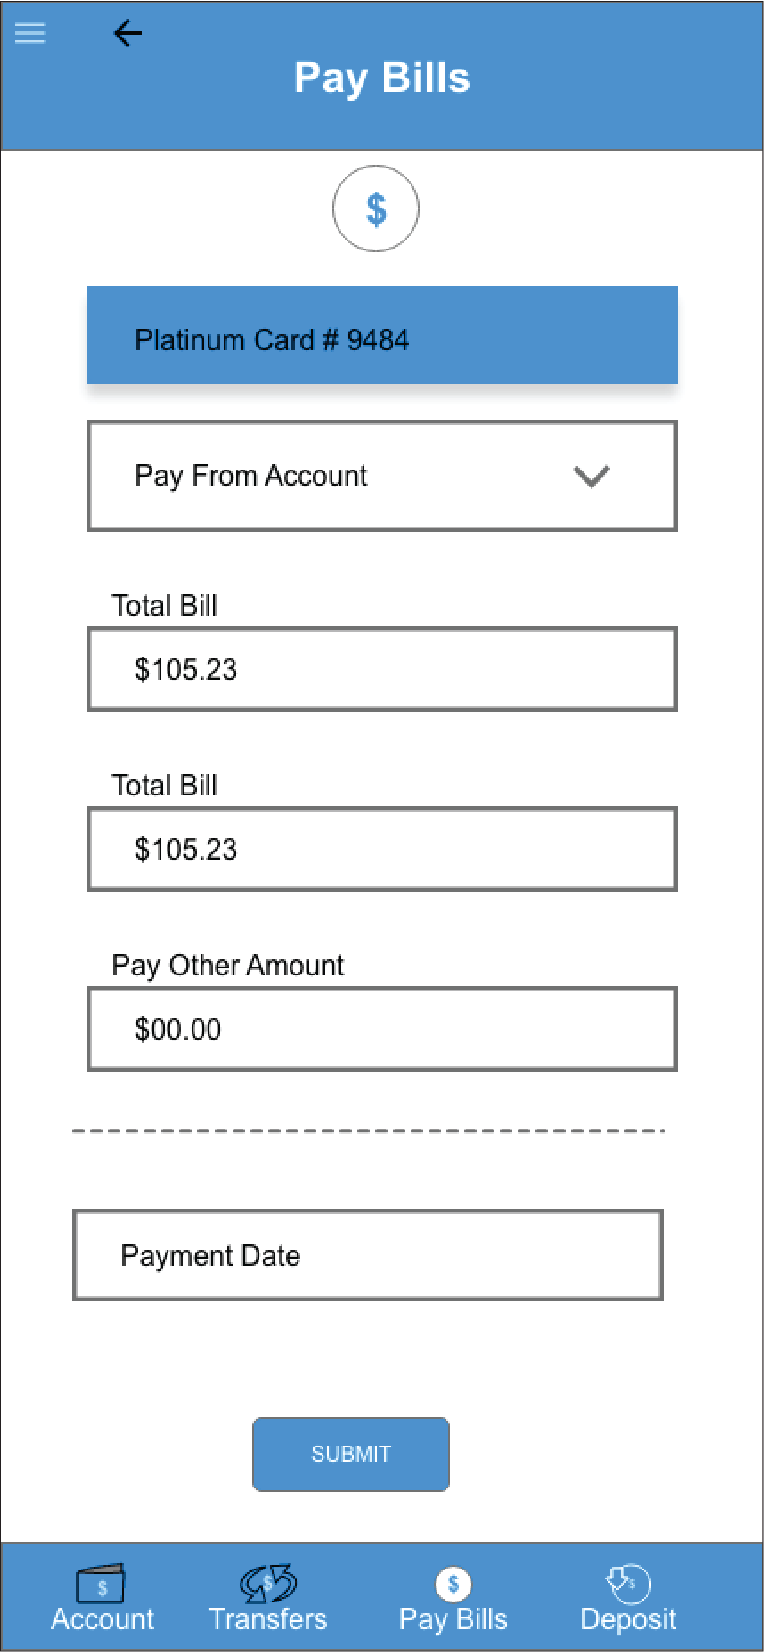 Pay Bills
$
Platinum Card # 9484
Pay From Account
Total Bill
$105.23
Total Bill
$105.23
Pay Other Amount
$00.00
Payment Date
SUBMIT
$ $ $ $
Account Transfers Pay Bills Deposit